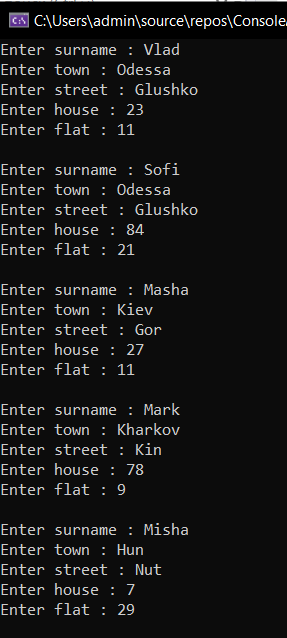 C:\Users\admin\source\repos\Console
Enter surname : Vlad
Enter town : Odessa
Enter street : Glushko
Enter house : 23
Enter flat : 11
Enter surname : Sofi
Enter town : Odessa
Enter street : Glushko
Enter house : 84
Enter flat : 21
Enter surname : Masha
Enter town : Kiev
Enter street : Gor
Enter house : 27
Enter flat : 11
Enter surname : Mark
Enter town : Kharkov
Enter street : Kin
Enter house : 78
Enter flat : 9
Enter surname : Misha
Enter town : Hun
Enter street : Nut
Enter house : 7
Enter flat : 29